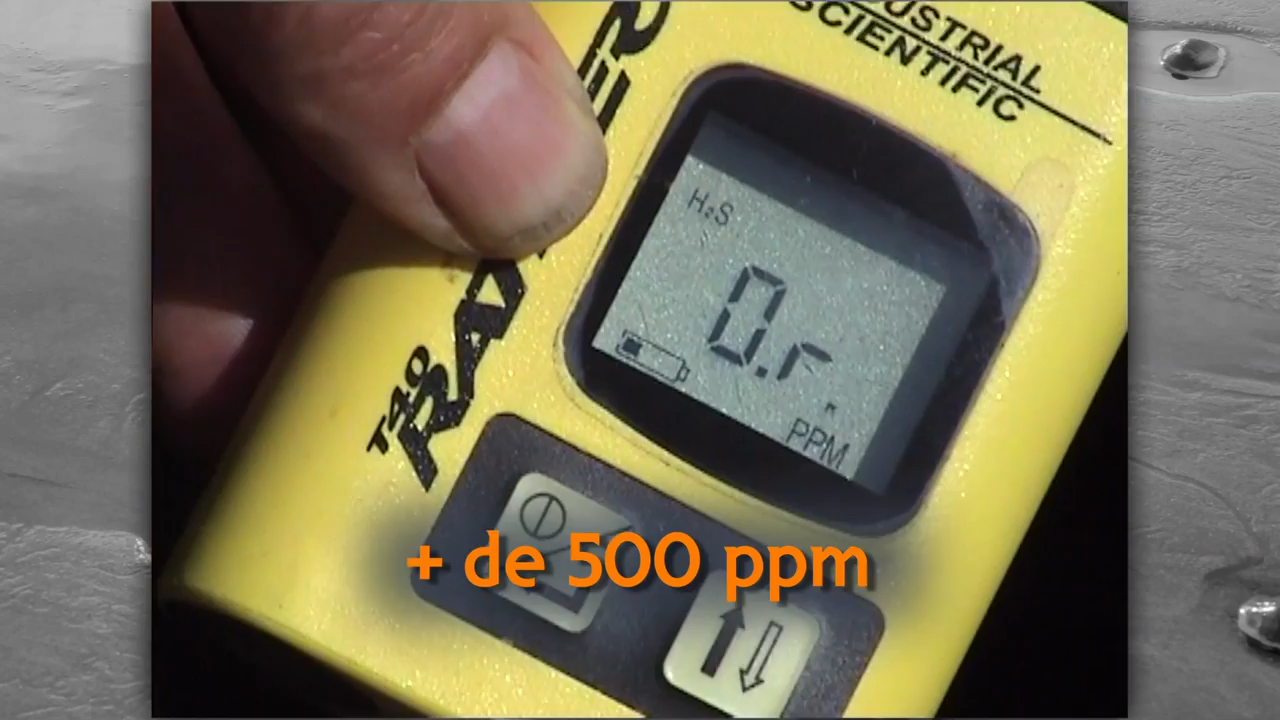 INDUSTRIAL
SCIENTIFIC
T40
H₂S
0.r
PPM
+ de 500 ppm